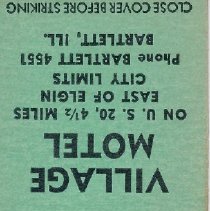 VILLAGE
MOTEL
ON U. S. 20, 4½ MILES
EAST OF ELGIN
CITY LIMITS
Phone BARTLETT 4551
BARTLETT, ILL.
CLOSE COVER BEFORE STRIKING